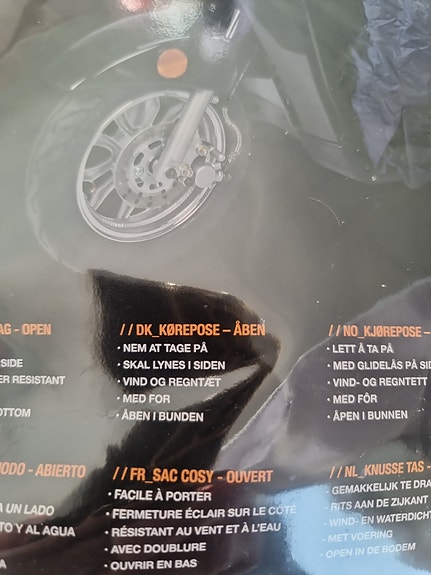 AG - OPEN
SIDE
ER RESISTANT
OTTOM
// DK_KØREPOSE – ÅBEN
• NEM AT TAGE PÅ
• SKAL LYNES I SIDEN
• VIND OG REGNTÆT
• MED FOR
• ÅBEN I BUNDEN
// NO_KJØREPOSE –
• LETT Å TA PÅ
• MED GLIDELÅS PÅ SID
• VIND- OG REGNTETT
• MED FÔR
• ÅPEN I BUNNEN
ODO - ABIERTO
A UN LADO
TO Y AL AGUA
A
// FR_SAC COSY - OUVERT
• FACILE À PORTER
• FERMETURE ÉCLAIR SUR LE CÔTÉ
• RÉSISTANT AU VENT ET À L'EAU
• AVEC DOUBLURE
• OUVRIR EN BAS
// NL_KNUSSE TAS -
• GEMAKKELIJK TE DRA
• RITS AAN DE ZIJKANT
• WIND- EN WATERDICHT
• MET VOERING
• OPEN IN DE BODEM